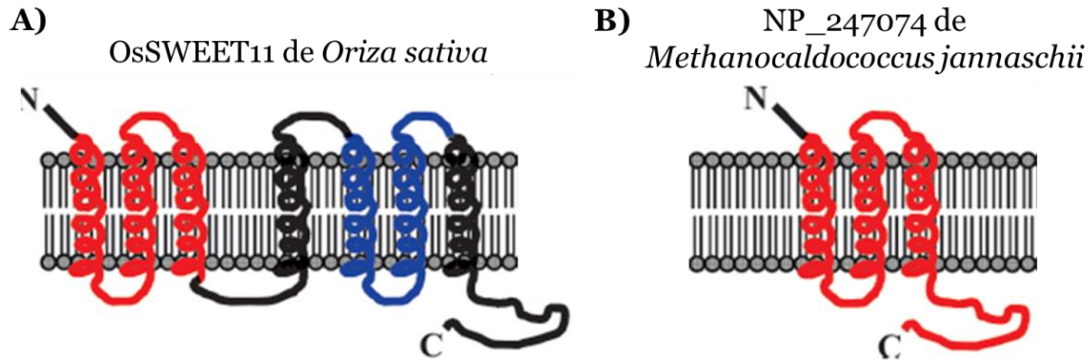 A)
OsSWEET11 de Oriza sativa
N
C
B)
NP_247074 de
Methanocaldococcus jannaschii
N
C